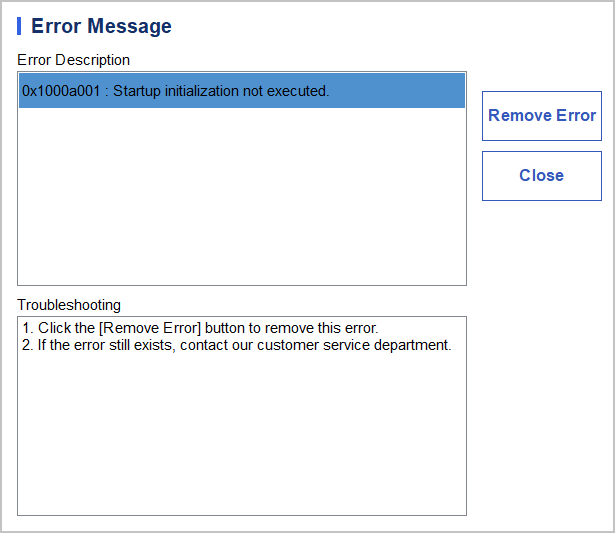 Error Message
Error Description
0x1000a001 : Startup initialization not executed.
Remove Error
Close
Troubleshooting
1. Click the [Remove Error] button to remove this error.
2. If the error still exists, contact our customer service department.